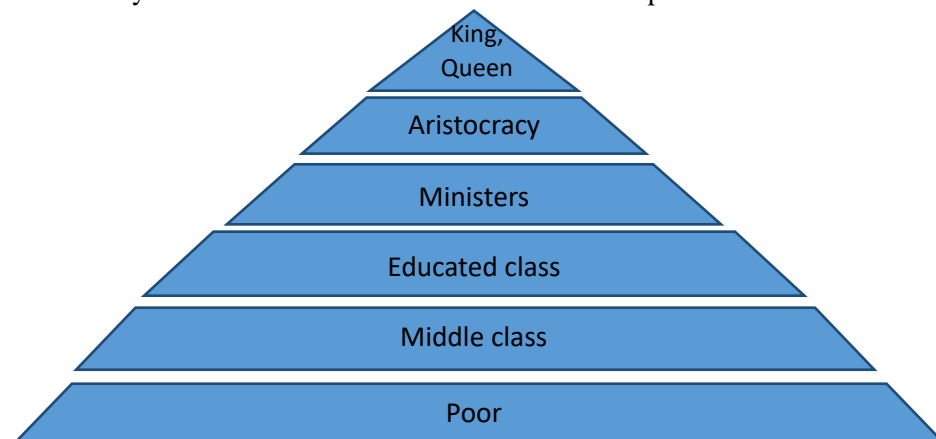 King,
Queen
Aristocracy
Ministers
Educated class
Middle class
Poor